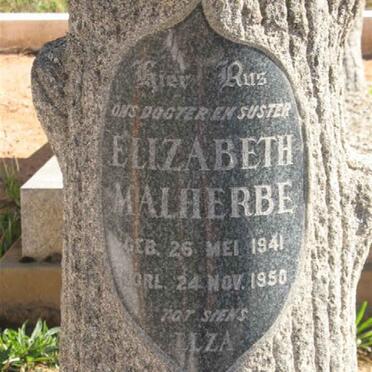 Hier Rus
ONS DOGTER EN SUSTER
ELIZABETH
MALHERBE
GEB. 26 MEI 1941
OORL. 24 NOV. 1950
TOT SIENS
ELZA